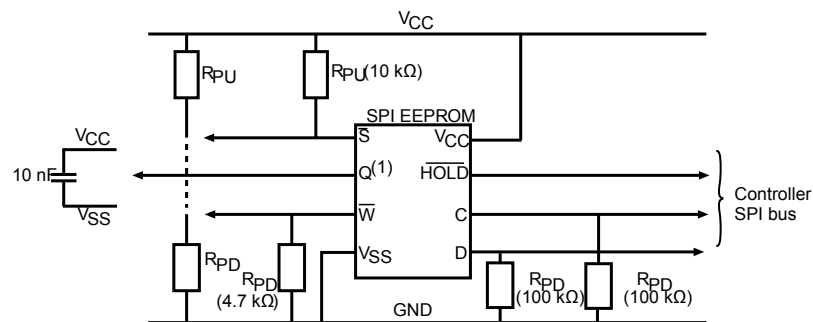 VCC
RPU
RPU(10 kΩ)
SPI EEPROM
S VCC
VCC
10 nF
Q(1) HOLD
Controller
SPI bus
W C
VSS
VSS D
RPD
RPD
(4.7 kΩ)
RPD
(100 kΩ)
RPD
(100 kΩ)
GND